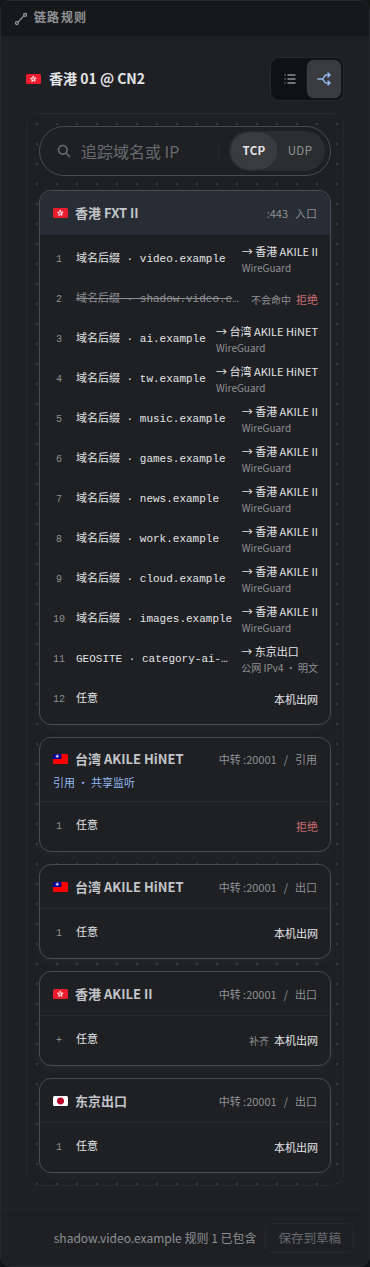 链路规则
香港 01 @ CN2
追踪域名或 IP TCP UDP
香港 FXT II :443 入口
1 域名后缀 · video.example → 香港 AKILE II
WireGuard
2 域名后缀 · shadow.video.e… 不会命中 拒绝
3 域名后缀 · ai.example → 台湾 AKILE HiNET
WireGuard
4 域名后缀 · tw.example → 台湾 AKILE HiNET
WireGuard
5 域名后缀 · music.example → 香港 AKILE II
WireGuard
6 域名后缀 · games.example → 香港 AKILE II
WireGuard
7 域名后缀 · news.example → 香港 AKILE II
WireGuard
8 域名后缀 · work.example → 香港 AKILE II
WireGuard
9 域名后缀 · cloud.example → 香港 AKILE II
WireGuard
10 域名后缀 · images.example → 香港 AKILE II
WireGuard
11 GEOSITE · category-ai-… → 东京出口
公网 IPv4 · 明文
12 任意 本机出网
台湾 AKILE HiNET 中转 :20001 / 引用
引用 · 共享监听
1 任意 拒绝
台湾 AKILE HiNET 中转 :20001 / 出口
1 任意 本机出网
香港 AKILE II 中转 :20001 / 出口
+ 任意 补齐 本机出网
东京出口 中转 :20001 / 出口
1 任意 本机出网
shadow.video.example 规则 1 已包含 保存到草稿